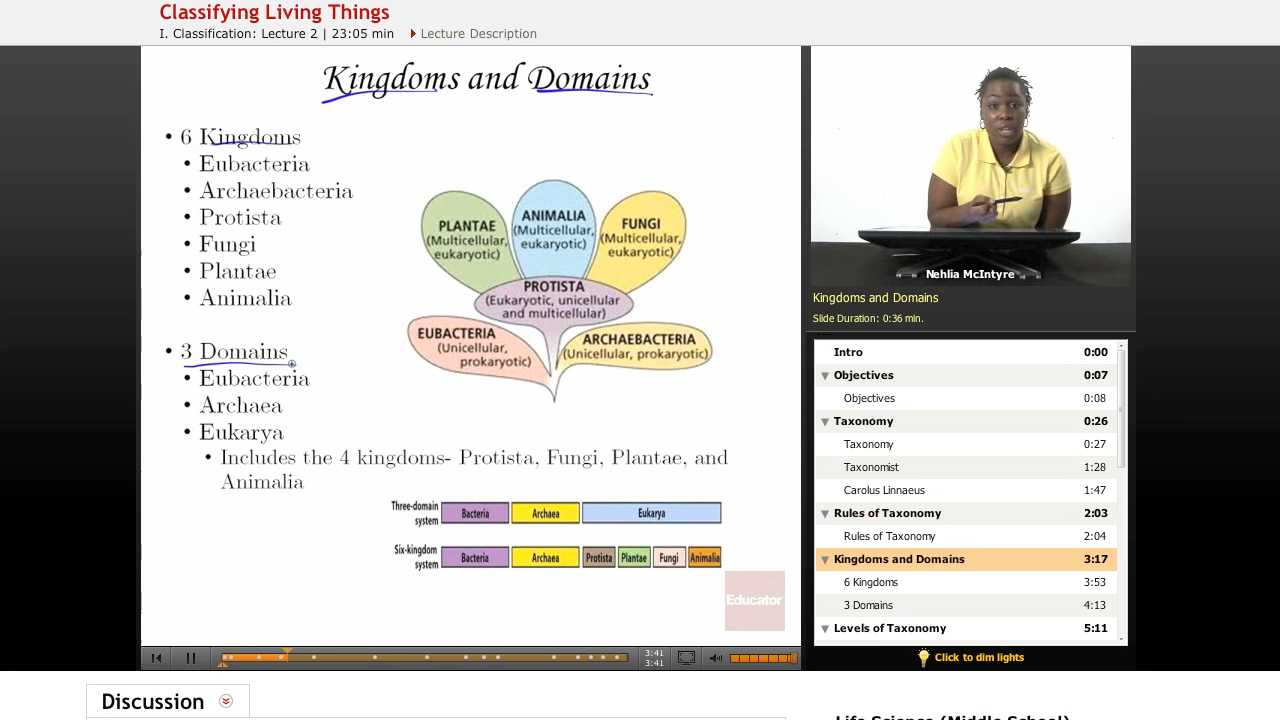 Classifying Living Things
I. Classification: Lecture 2 | 23:05 min Lecture Description
Kingdoms and Domains
• 6 Kingdoms
• Eubacteria
• Archaebacteria
• Protista
• Fungi
• Plantae
• Animalia
• 3 Domains
• Eubacteria
• Archaea
• Eukarya
• Includes the 4 kingdoms- Protista, Fungi, Plantae, and
Animalia
PLANTAE
(Multicellular,
eukaryotic)
ANIMALIA
(Multicellular,
eukaryotic)
FUNGI
(Multicellular,
eukaryotic)
PROTISTA
(Eukaryotic, unicellular
and multicellular)
EUBACTERIA
(Unicellular,
prokaryotic)
ARCHAEBACTERIA
(Unicellular, prokaryotic)
Three-domain
system
Bacteria Archaea Eukarya
Six-kingdom
system
Bacteria Archaea Protista Plantae Fungi Animalia
Educator
3:41
3:41
Nehlia McIntyre
Kingdoms and Domains
Slide Duration: 0:36 min.
Intro 0:00
Objectives 0:07
Objectives 0:08
Taxonomy 0:26
Taxonomy 0:27
Taxonomist 1:28
Carolus Linnaeus 1:47
Rules of Taxonomy 2:03
Rules of Taxonomy 2:04
Kingdoms and Domains 3:17
6 Kingdoms 3:53
3 Domains 4:13
Levels of Taxonomy 5:11
Click to dim lights
Discussion
Life Science (Middle School)